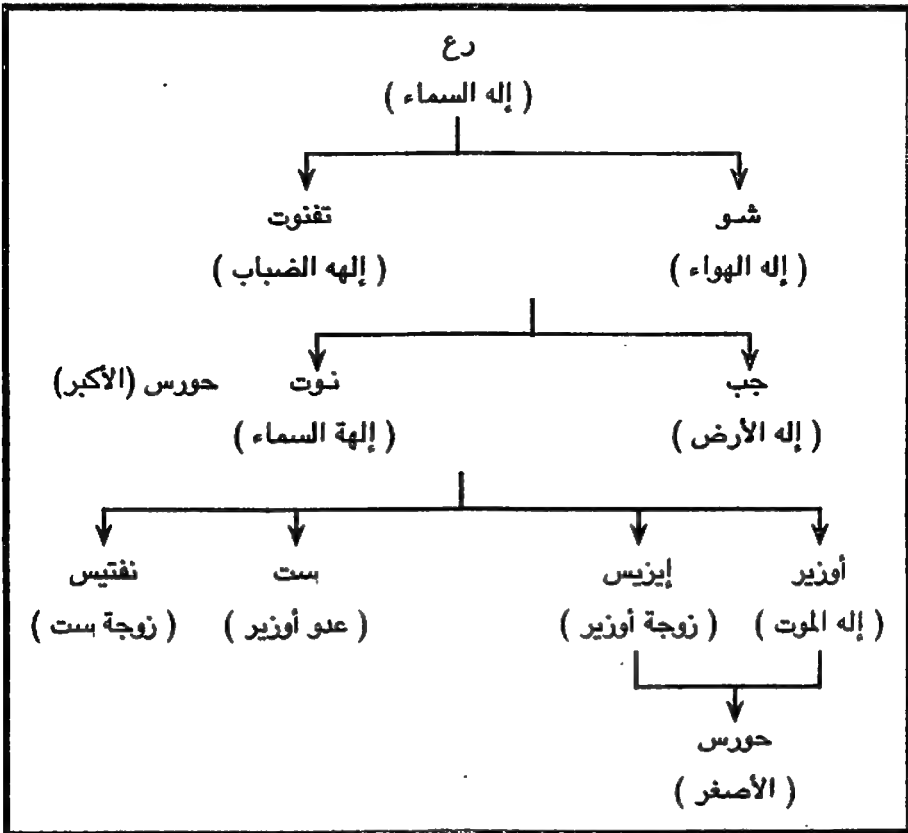 رع
( إله السماء )
شو تفنوت
( إله الهواء ) ( إلهه الضباب )
جب نوت حورس (الأكبر)
( إله الأرض ) ( إلهة السماء )
أوزير إيزيس ست نفتيس
( إله الموت ) ( زوجة أوزير ) ( عدو أوزير ) ( زوجة ست )
حورس
( الأصغر )